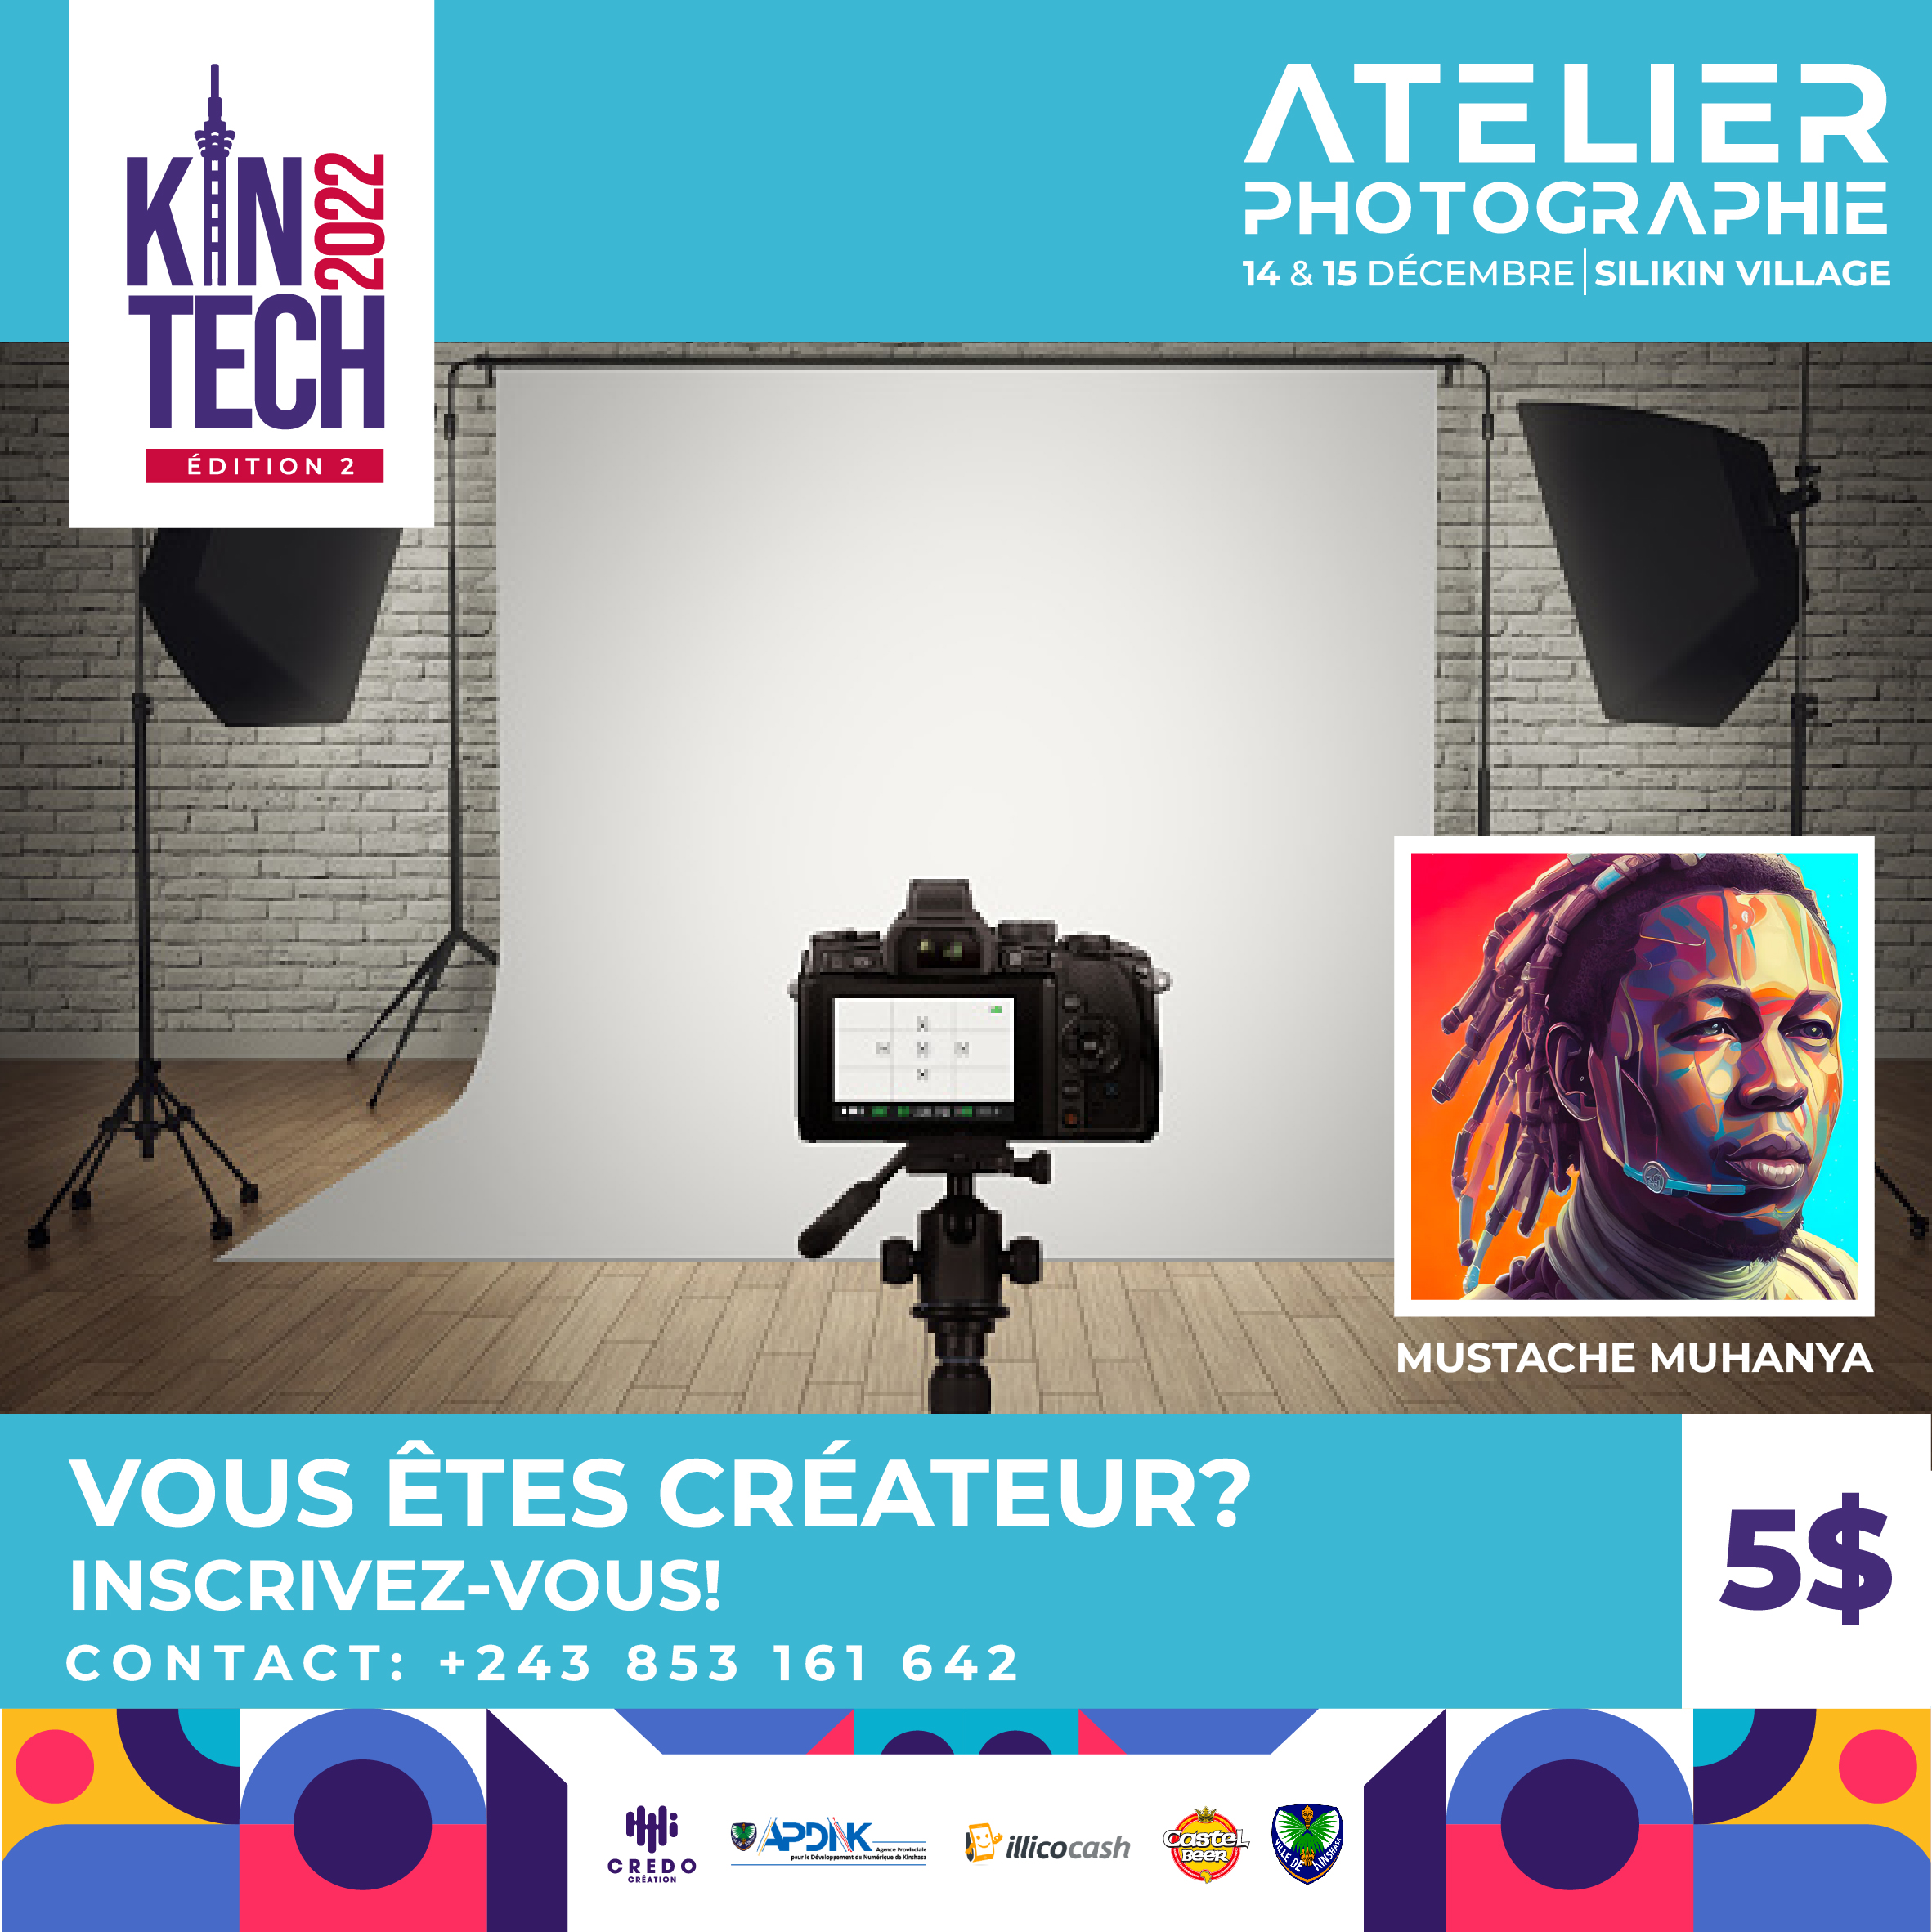 KIN
2022
TECH
ÉDITION 2
ATELIER
PHOTOGRAPHIE
14 & 15 DÉCEMBRE | SILIKIN VILLAGE
MUSTACHE MUHANYA
VOUS ÊTES CRÉATEUR?
INSCRIVEZ-VOUS!
CONTACT: +243 853 161 642
5$
CREDO
CRÉATION
APDNK
Agence Provinciale
pour le Développement du Numérique de Kinshasa
illicocash
CASTEL
BEER
VILLE DE KINSHASA